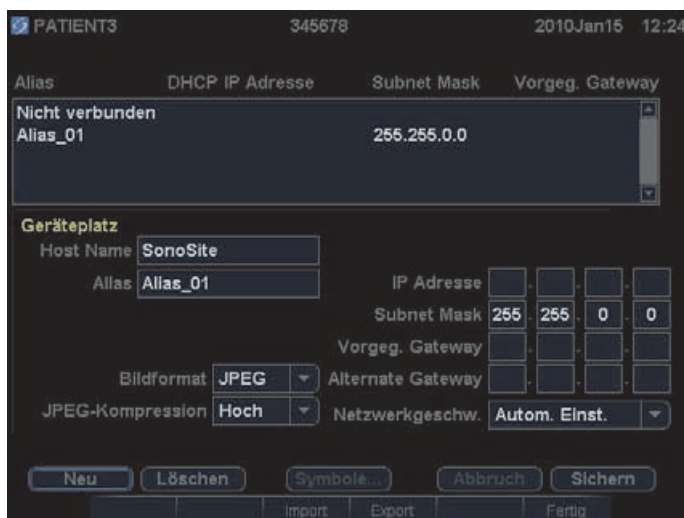 PATIENT3 345678 2010Jan15 12:24
Alias DHCP IP Adresse Subnet Mask Vorgeg. Gateway
Nicht verbunden
Alias_01 255.255.0.0
Geräteplatz
Host Name SonoSite
Alias Alias_01
IP Adresse
Subnet Mask 255 . 255 . 0 . 0
Vorgeg. Gateway
Bildformat JPEG Alternate Gateway
JPEG-Kompression Hoch Netzwerkgeschw. Autom. Einst.
Neu Löschen Symbole... Abbruch Sichern
Import Export Fertig